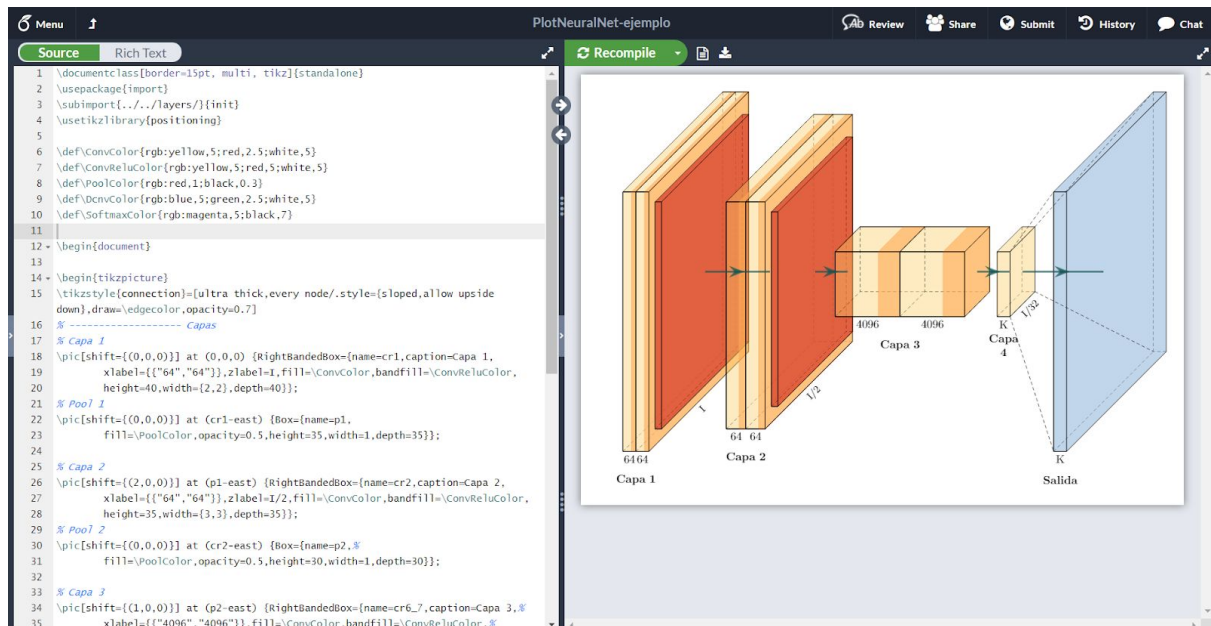 Menu
PlotNeuralNet-ejemplo
Review
Share
Submit
History
Chat
Source
Rich Text
Recompile
1 \documentclass[border=15pt, multi, tikz]{standalone}
2 \usepackage{import}
3 \subimport{../../layers/}{init}
4 \usetikzlibrary{positioning}
5
6 \def\ConvColor{rgb:yellow,5;red,2.5;white,5}
7 \def\ConvReluColor{rgb:yellow,5;red,5;white,5}
8 \def\PoolColor{rgb:red,1;black,0.3}
9 \def\DcnvColor{rgb:blue,5;green,2.5;white,5}
10 \def\SoftmaxColor{rgb:magenta,5;black,7}
11
12 \begin{document}
13
14 \begin{tikzpicture}
15 \tikzstyle{connection}=[ultra thick,every node/.style={sloped,allow upside
down},draw=\edgecolor,opacity=0.7]
16 % ------------------- Capas
17 % Capa 1
18 \pic[shift={(0,0,0)}] at (0,0,0) {RightBandedBox={name=cr1,caption=Capa 1,
19 xlabel={{"64","64"}},zlabel=I,fill=\ConvColor,bandfill=\ConvReluColor,
20 height=40,width={2,2},depth=40}};
21 % Pool 1
22 \pic[shift={(0,0,0)}] at (cr1-east) {Box={name=p1,
23 fill=\PoolColor,opacity=0.5,height=35,width=1,depth=35}};
24
25 % Capa 2
26 \pic[shift={(2,0,0)}] at (p1-east) {RightBandedBox={name=cr2,caption=Capa 2,
27 xlabel={{"64","64"}},zlabel=I/2,fill=\ConvColor,bandfill=\ConvReluColor,
28 height=35,width={3,3},depth=35}};
29 % Pool 2
30 \pic[shift={(0,0,0)}] at (cr2-east) {Box={name=p2,%
31 fill=\PoolColor,opacity=0.5,height=30,width=1,depth=30}};
32
33 % Capa 3
34 \pic[shift={(1,0,0)}] at (p2-east) {RightBandedBox={name=cr6_7,caption=Capa 3,%
35 xlabel={{"4096","4096"}},fill=\ConvColor,bandfill=\ConvReluColor,%
64 64
I
Capa 1
64 64
I/2
Capa 2
4096 4096
Capa 3
K
I/32
Capa
4
K
Salida